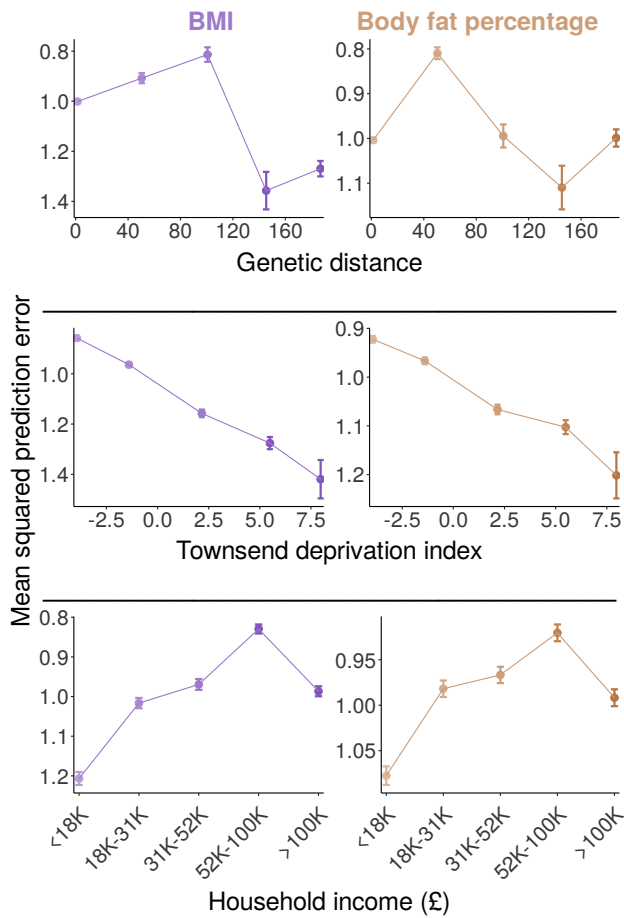 BMI
Body fat percentage
0.8
1.0
1.2
1.4
0 40 80 120 160
0.8
0.9
1.0
1.1
0 40 80 120 160
Genetic distance
Mean squared prediction error
1.0
1.2
1.4
-2.5 0.0 2.5 5.0 7.5
0.9
1.0
1.1
1.2
-2.5 0.0 2.5 5.0 7.5
Townsend deprivation index
0.8
0.9
1.0
1.1
1.2
<18K 18K-31K 31K-52K 52K-100K >100K
0.95
1.00
1.05
<18K 18K-31K 31K-52K 52K-100K >100K
Household income (£)